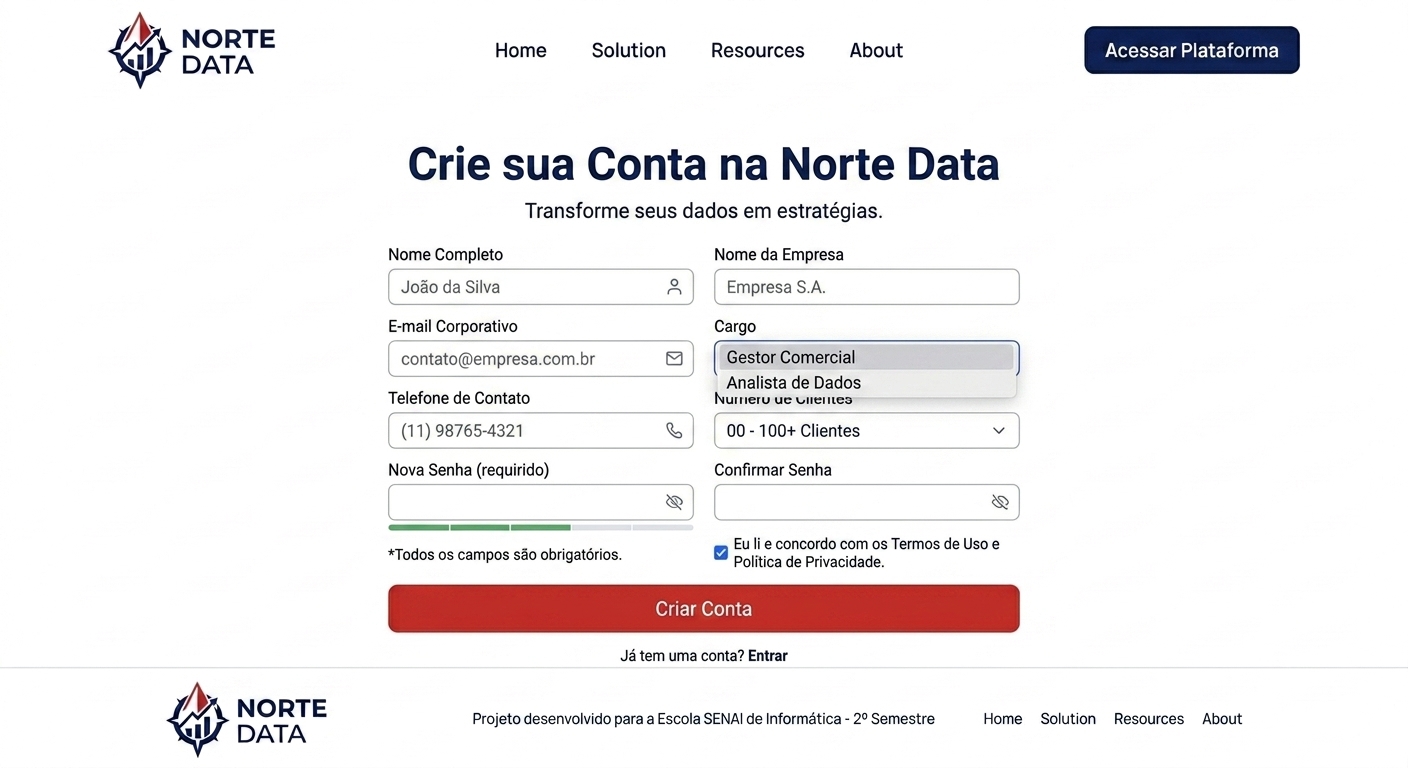 NORTE
DATA
Home
Solution
Resources
About
Acessar Plataforma
Crie sua Conta na Norte Data
Transforme seus dados em estratégias.
Nome Completo
João da Silva
Nome da Empresa
Empresa S.A.
E-mail Corporativo
contato@empresa.com.br
Cargo
Gestor Comercial
Analista de Dados
Telefone de Contato
(11) 98765-4321
Número de Clientes
00 - 100+ Clientes
Nova Senha (requirido)
Confirmar Senha
*Todos os campos são obrigatórios.
Eu li e concordo com os Termos de Uso e
Política de Privacidade.
Criar Conta
Já tem uma conta? Entrar
NORTE
DATA
Projeto desenvolvido para a Escola SENAI de Informática - 2º Semestre
Home
Solution
Resources
About